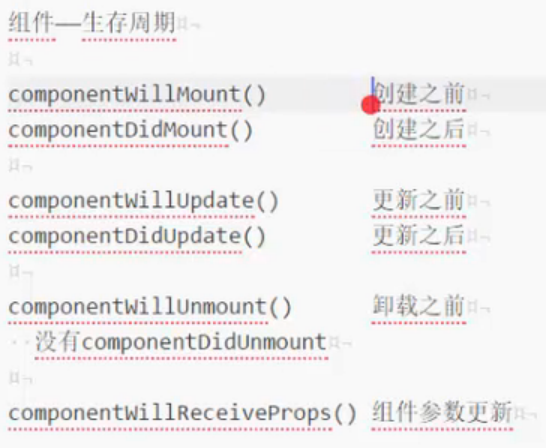 组件——生存周期
componentWillMount() 创建之前
componentDidMount() 创建之后
componentWillUpdate() 更新之前
componentDidUpdate() 更新之后
componentWillUnmount() 卸载之前
没有componentDidUnmount
componentWillReceiveProps() 组件参数更新